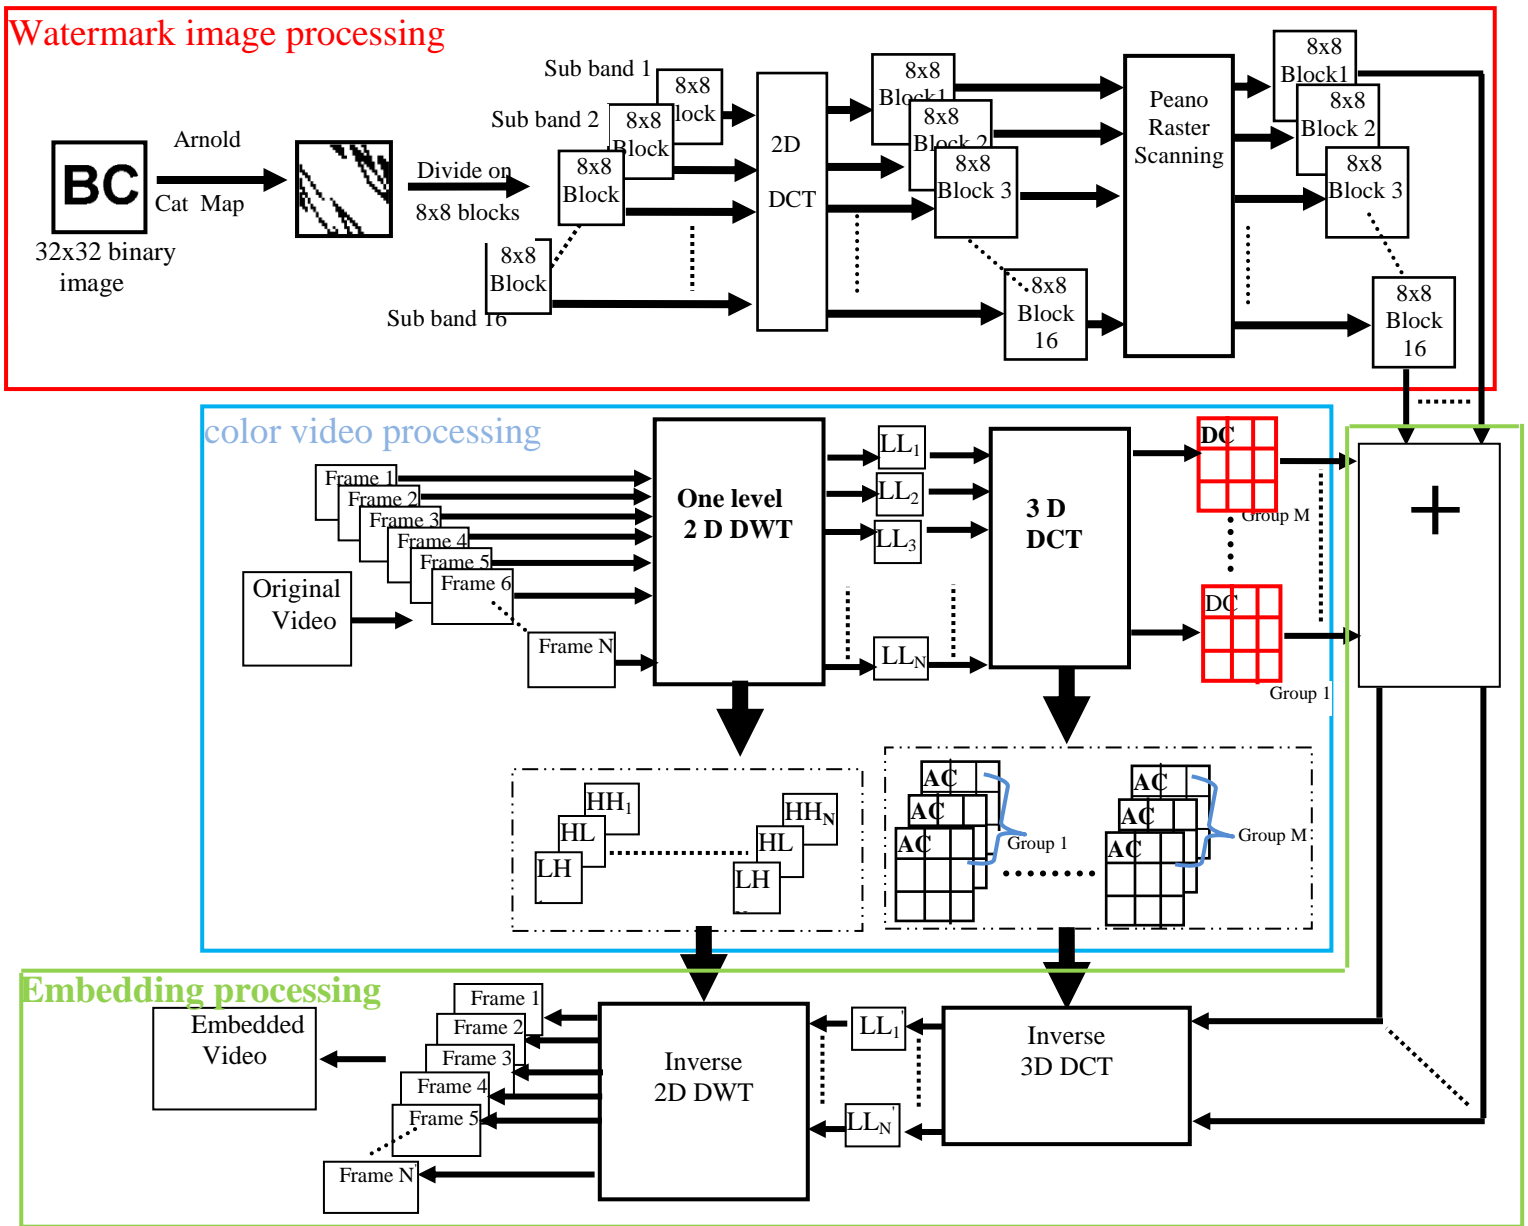 Watermark image processing
BC
32x32 binary
image
Arnold
Cat Map
Divide on
8x8 blocks
Sub band 1
8x8
lock
Sub band 2
8x8
Block
8x8
Block
8x8
Block
Sub band 16
2D
DCT
8x8
Block1
8x8
Block 2
8x8
Block 3
8x8
Block
16
Peano
Raster
Scanning
8x8
Block1
8x8
Block 2
8x8
Block 3
8x8
Block
16
color video processing
Original
Video
Frame 1
Frame 2
Frame 3
Frame 4
Frame 5
Frame 6
Frame N
One level
2 D DWT
LL1
LL2
LL3
LLN
3 D
DCT
DC
Group M
DC
Group 1
+
HH1
HL
LH
HHN
HL
LH
AC
AC
AC
Group 1
AC
AC
AC
Group M
Embedding processing
Embedded
Video
Frame 1
Frame 2
Frame 3
Frame 4
Frame 5
Frame N'
Inverse
2D DWT
LL1'
LLN'
Inverse
3D DCT